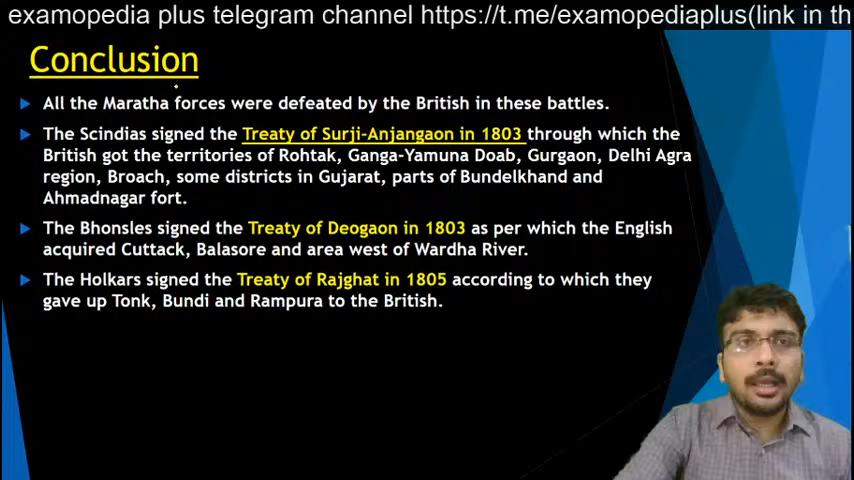 examopedia plus telegram channel https://t.me/examopediaplus(link in th
Conclusion
All the Maratha forces were defeated by the British in these battles.
The Scindias signed the Treaty of Surji-Anjangaon in 1803 through which the
British got the territories of Rohtak, Ganga-Yamuna Doab, Gurgaon, Delhi Agra
region, Broach, some districts in Gujarat, parts of Bundelkhand and
Ahmadnagar fort.
The Bhonsles signed the Treaty of Deogaon in 1803 as per which the English
acquired Cuttack, Balasore and area west of Wardha River.
The Holkars signed the Treaty of Rajghat in 1805 according to which they
gave up Tonk, Bundi and Rampura to the British.